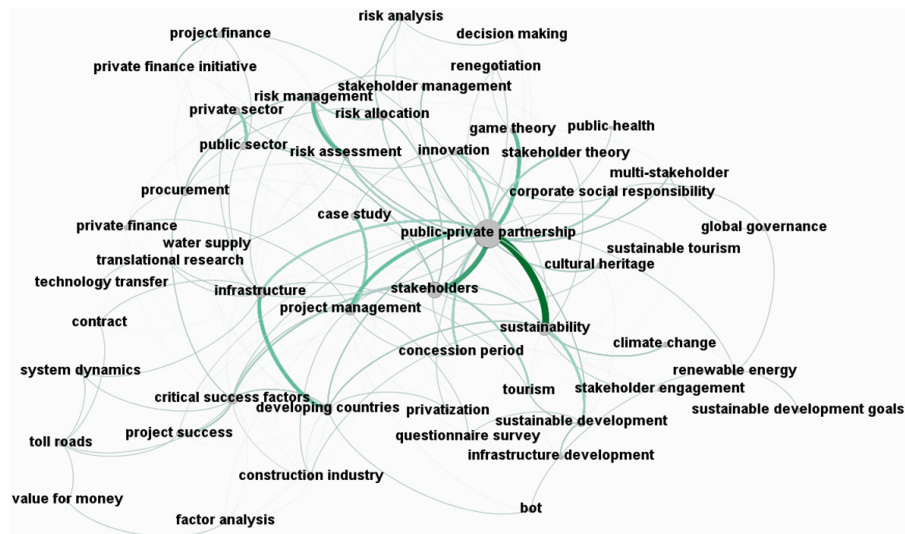 risk analysis
project finance
decision making
private finance initiative
renegotiation
stakeholder management
risk management
private sector
risk allocation
game theory
public health
public sector
risk assessment
innovation
stakeholder theory
multi-stakeholder
procurement
corporate social responsibility
case study
private finance
public-private partnership
global governance
water supply
sustainable tourism
translational research
cultural heritage
technology transfer
infrastructure
stakeholders
project management
contract
sustainability
climate change
concession period
system dynamics
renewable energy
tourism
stakeholder engagement
critical success factors
developing countries
privatization
sustainable development goals
sustainable development
project success
questionnaire survey
toll roads
infrastructure development
construction industry
value for money
bot
factor analysis